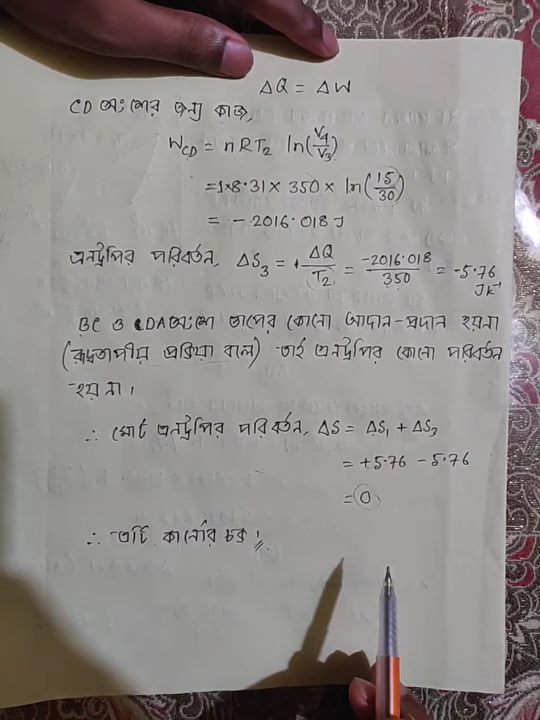 ΔQ = ΔW
CD অংশের জন্য কাজ,
W_CD = nRT₂ ln(V₄/V₃)
= 1×8.31 × 350 × ln(15/30)
= - 2016.018 J
এনট্রপির পরিবর্তন, ΔS₃ = ΔQ/T₂ = -2016.018/350 = -5.76 JK⁻¹
BC ও DA অংশে তাপের কোনো আদান-প্রদান হয়না
(রুদ্ধতাপীয় প্রক্রিয়া বলে) তাই এনট্রপির কোনো পরিবর্তন
হয় না।
∴ মোট এনট্রপির পরিবর্তন, ΔS = ΔS₁ + ΔS₃
= +5.76 - 5.76
= 0
∴ এটি কার্নোর চক্র।